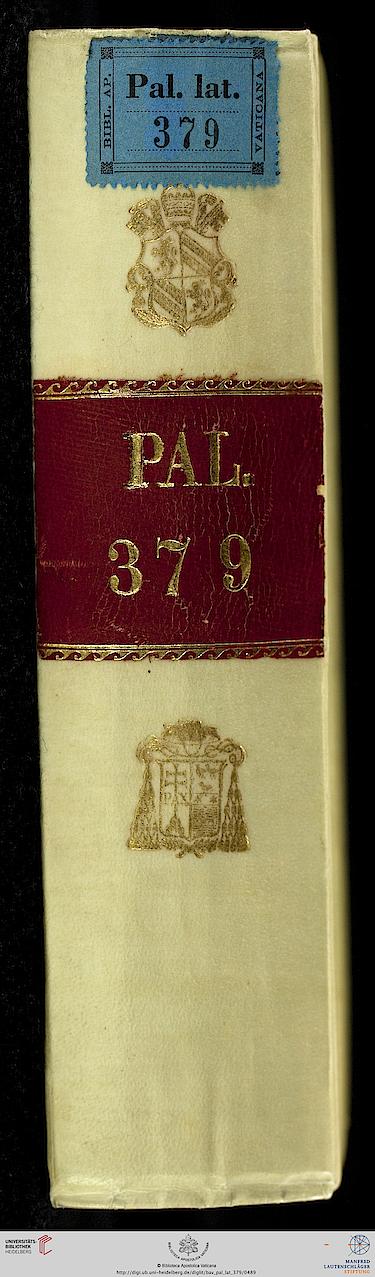 Pal. lat.
BIBL. AP.
VATICANA
379
PAL.
379
UNIVERSITÄTS-
BIBLIOTHEK
HEIDELBERG
© Biblioteca Apostolica Vaticana
http://digi.ub.uni-heidelberg.de/diglit/bav_pal_lat_379/0489
MANFRED
LAUTENSCHLÄGER
STIFTUNG